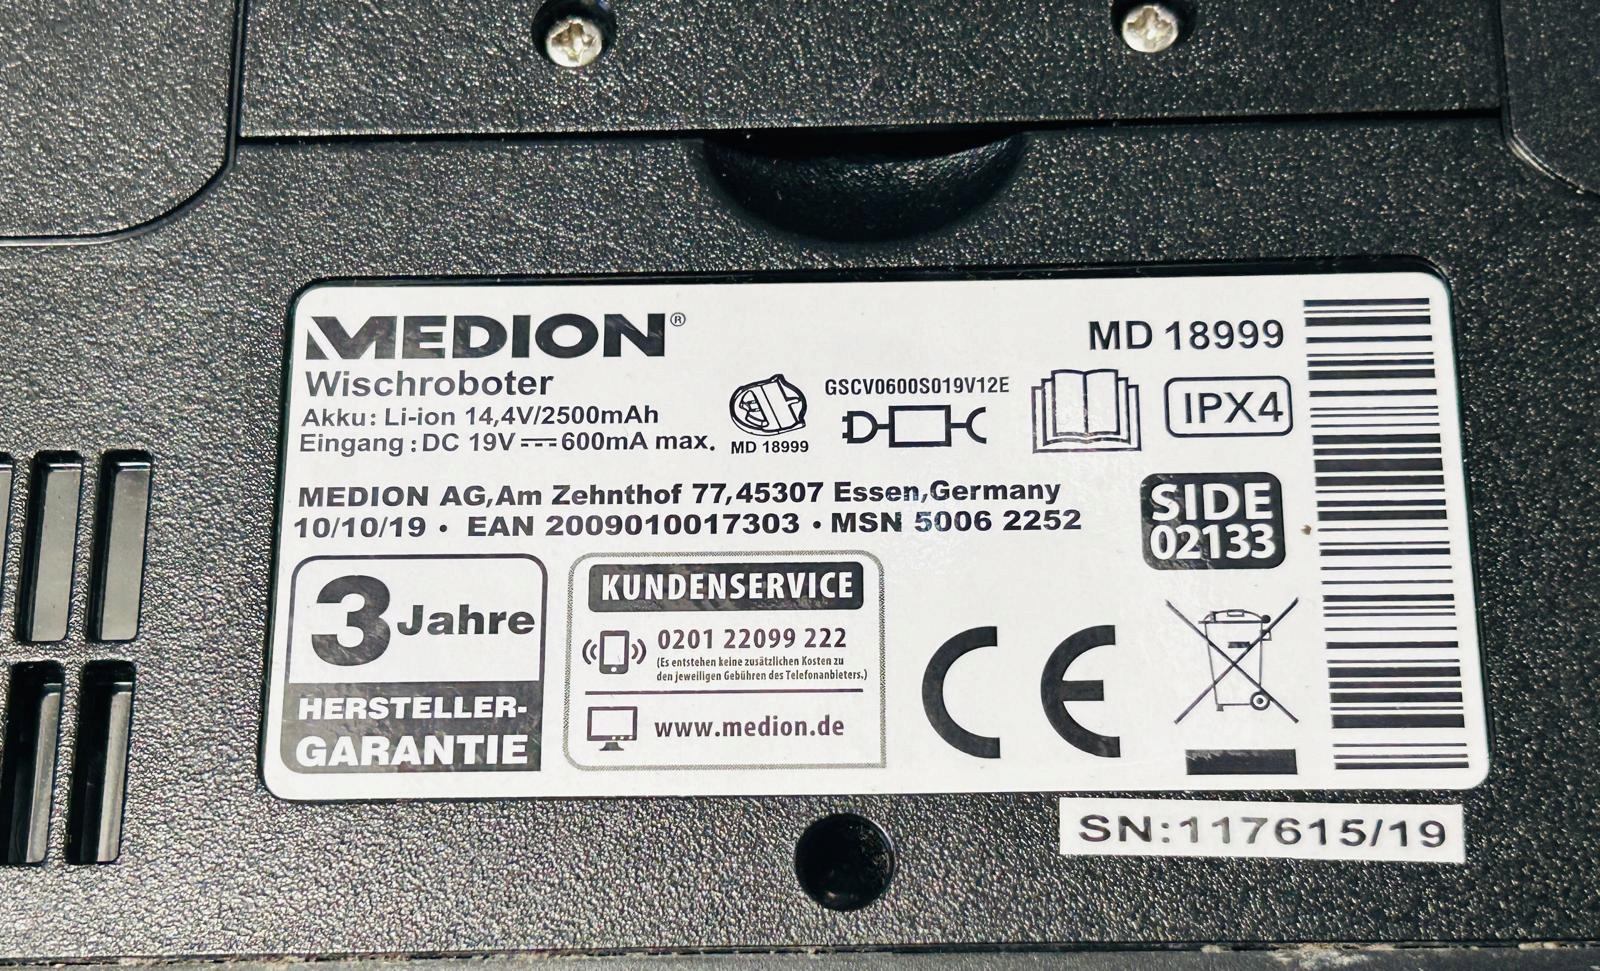 MEDION®
MD 18999
Wischroboter
Akku: Li-ion 14,4V/2500mAh
Eingang: DC 19V 600mA max.
MD 18999
GSCV0600S019V12E
IPX4
MEDION AG,Am Zehnthof 77,45307 Essen,Germany
10/10/19 • EAN 2009010017303 • MSN 5006 2252
SIDE
02133
3 Jahre
HERSTELLER-
GARANTIE
KUNDENSERVICE
0201 22099 222
(Es entstehen keine zusätzlichen Kosten zu
den jeweiligen Gebühren des Telefonanbieters.)
www.medion.de
CE
SN:117615/19